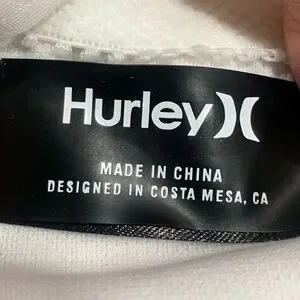 Hurley
MADE IN CHINA
DESIGNED IN COSTA MESA, CA